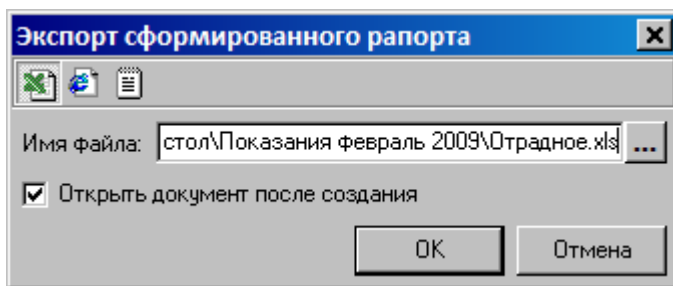 Экспорт сформированного рапорта
Имя файла: стол\Показания февраль 2009\Отрадное.xls ...
Открыть документ после создания
OK Отмена